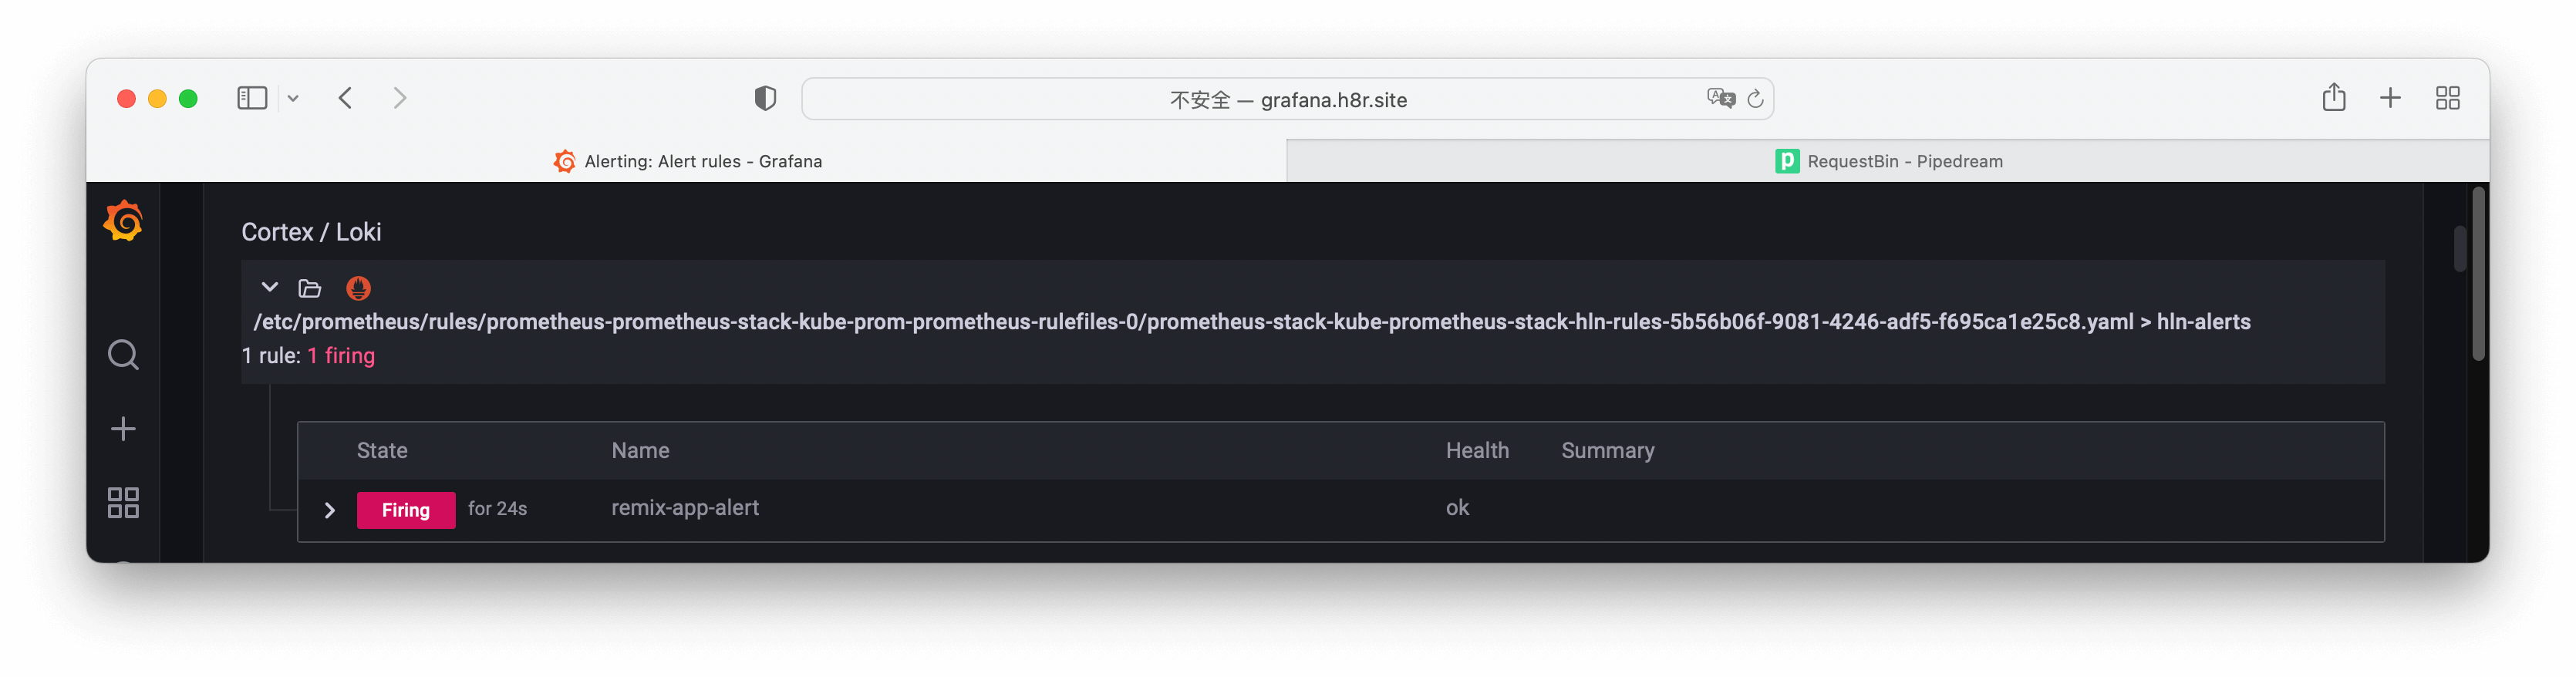 不安全 — grafana.h8r.site
Alerting: Alert rules - Grafana
RequestBin - Pipedream
Cortex / Loki
/etc/prometheus/rules/prometheus-prometheus-stack-kube-prom-prometheus-rulefiles-0/prometheus-stack-kube-prometheus-stack-hln-rules-5b56b06f-9081-4246-adf5-f695ca1e25c8.yaml > hln-alerts
1 rule: 1 firing
State Name Health Summary
Firing for 24s remix-app-alert ok